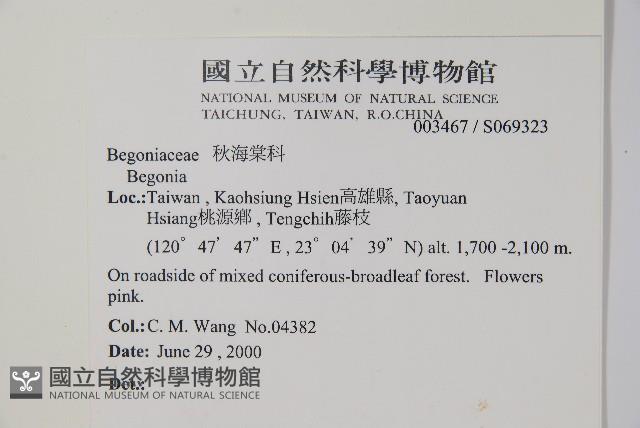 國立自然科學博物館
NATIONAL MUSEUM OF NATURAL SCIENCE
TAICHUNG, TAIWAN, R.O.CHINA
003467 / S069323
Begoniaceae 秋海棠科
Begonia
Loc.:Taiwan , Kaohsiung Hsien高雄縣, Taoyuan
Hsiang桃源鄉 , Tengchih藤枝
(120° 47' 47" E , 23° 04' 39" N) alt. 1,700 -2,100 m.
On roadside of mixed coniferous-broadleaf forest. Flowers
pink.
Col.: C. M. Wang No.04382
Date: June 29 , 2000
Det.:
國立自然科學博物館
NATIONAL MUSEUM OF NATURAL SCIENCE